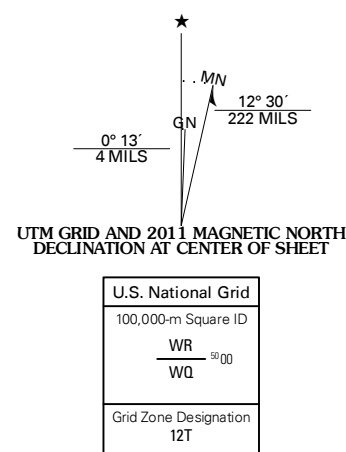 ★
MN
GN
12° 30´
222 MILS
0° 13´
4 MILS
UTM GRID AND 2011 MAGNETIC NORTH
DECLINATION AT CENTER OF SHEET
U.S. National Grid
100,000-m Square ID
WR
5000
WQ
Grid Zone Designation
12T